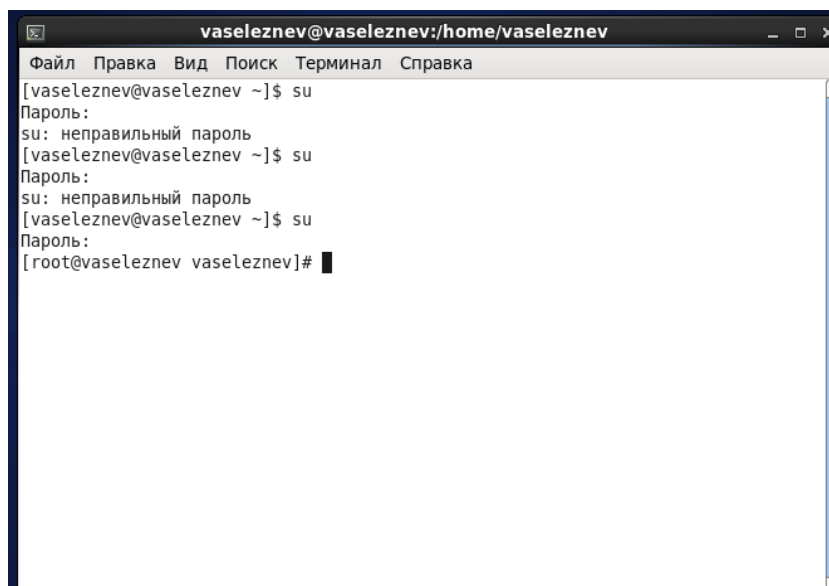 vaseleznev@vaseleznev:/home/vaseleznev
Файл Правка Вид Поиск Терминал Справка
[vaseleznev@vaseleznev ~]$ su
Пароль:
su: неправильный пароль
[vaseleznev@vaseleznev ~]$ su
Пароль:
su: неправильный пароль
[vaseleznev@vaseleznev ~]$ su
Пароль:
[root@vaseleznev vaseleznev]#